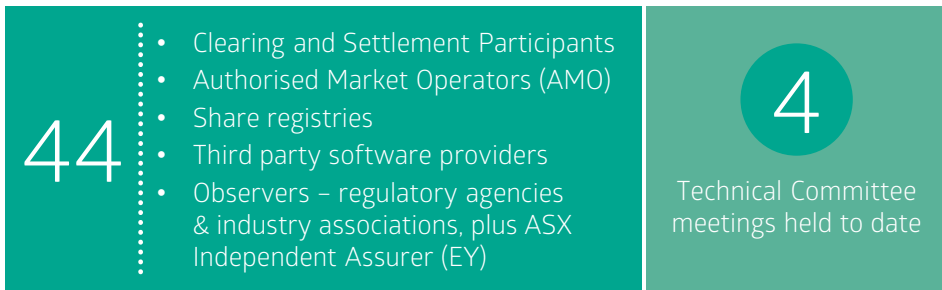 44
• Clearing and Settlement Participants
• Authorised Market Operators (AMO)
• Share registries
• Third party software providers
• Observers – regulatory agencies
& industry associations, plus ASX
Independent Assurer (EY)
4
Technical Committee
meetings held to date